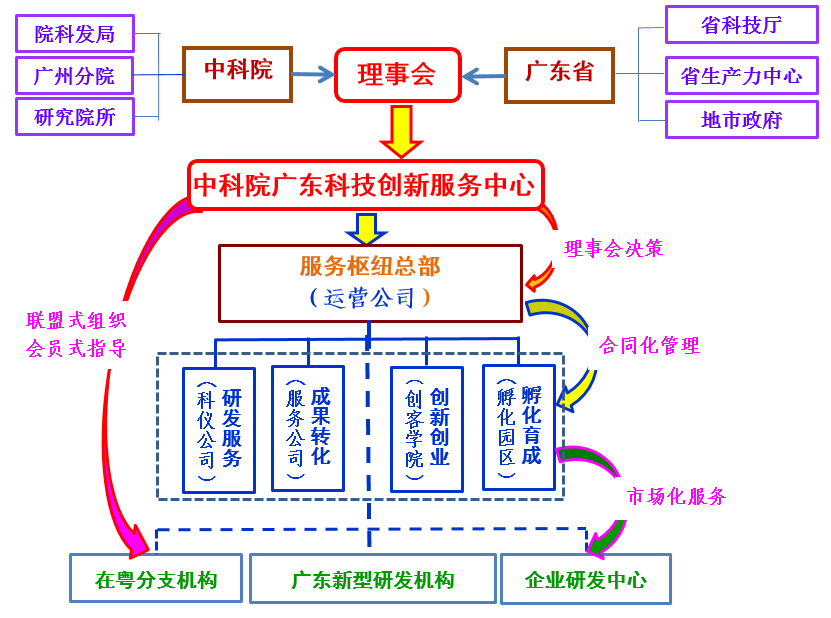 院科发局
广州分院
研究院所
中科院
理事会
广东省
省科技厅
省生产力中心
地市政府
中科院广东科技创新服务中心
理事会决策
服务枢纽总部
（运营公司）
联盟式组织
会员式指导
合同化管理
研发服务
（科仪公司）
成果转化
（服务公司）
创新创业
（创客学院）
孵化育成
（孵化园区）
市场化服务
在粤分支机构
广东新型研发机构
企业研发中心